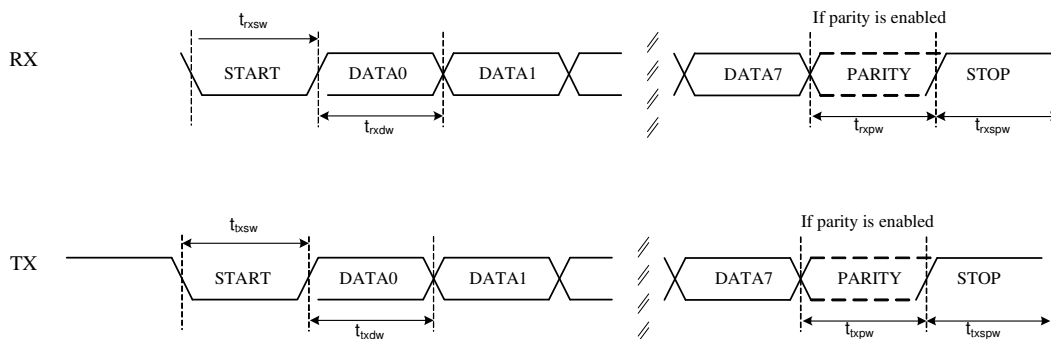 t_rxsw
If parity is enabled
RX
START
DATA0
DATA1
DATA7
PARITY
STOP
t_rxdw
t_rxpw
t_rxspw
t_txsw
If parity is enabled
TX
START
DATA0
DATA1
DATA7
PARITY
STOP
t_txdw
t_txpw
t_txspw